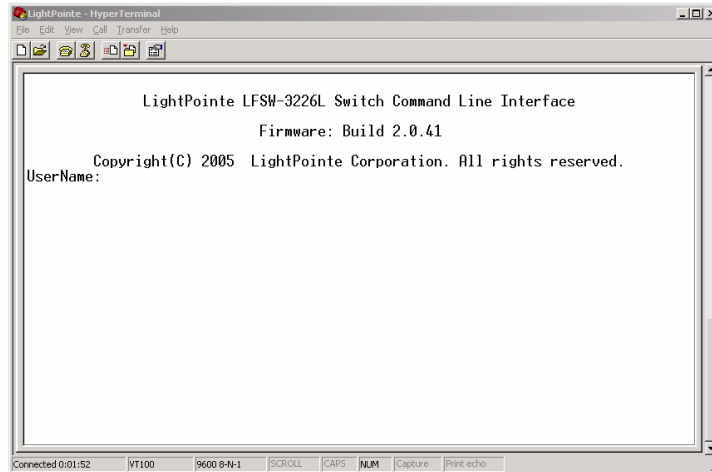 LightPointe - HyperTerminal
File Edit View Call Transfer Help
LightPointe LFSW-3226L Switch Command Line Interface
Firmware: Build 2.0.41
Copyright(C) 2005 LightPointe Corporation. All rights reserved.
UserName:
Connected 0:01:52 VT100 9600 8-N-1 SCROLL CAPS NUM Capture Print echo